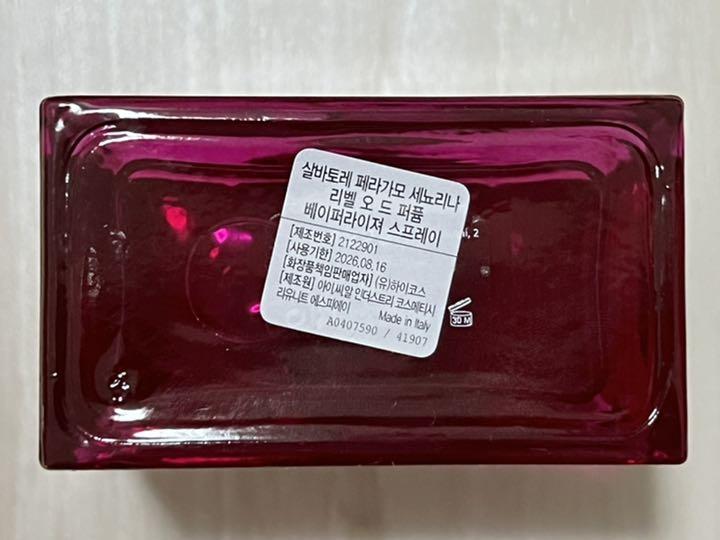 살바토레 페라가모 세뇨리나
리벨 오 드 퍼퓸
베이퍼라이져 스프레이
[제조번호] 2122901
[사용기한] 2026.08.16
[화장품책임판매업자] (유)하이코스
[제조원] 아이씨알 인더스트리 코스메티시
리유니트 에스피에이 Made in Italy
A0407590 / 41907
30 M